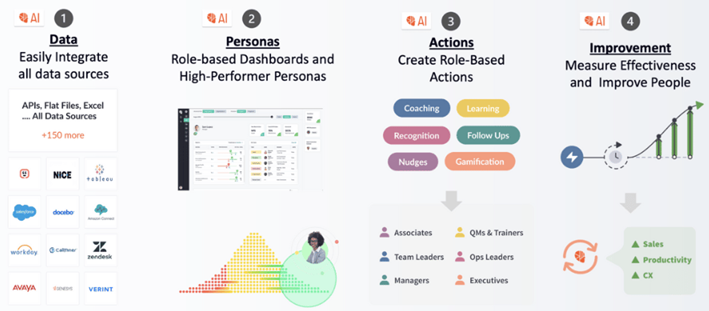 AI 1
Data
Easily Integrate
all data sources
APIs, Flat Files, Excel
.... All Data Sources
+150 more
NICE
+ableau
salesforce
docebo
Amazon Connect
workday
CallMiner
zendesk
AVAYA
VERINT
AI 2
Personas
Role-based Dashboards and
High-Performer Personas
AI 3
Actions
Create Role-Based
Actions
Coaching
Learning
Recognition
Follow Ups
Nudges
Gamification
Associates
QMs & Trainers
Team Leaders
Ops Leaders
Managers
Executives
AI 4
Improvement
Measure Effectiveness
and Improve People
Sales
Productivity
CX